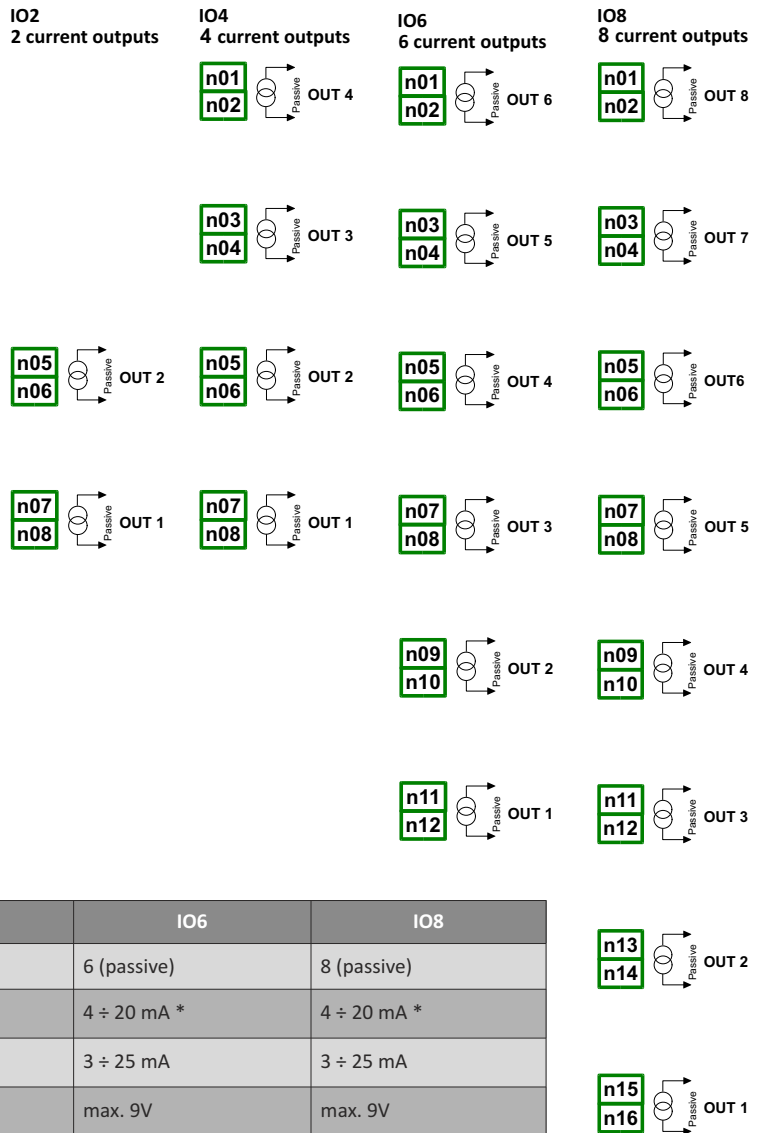 IO2
2 current outputs
IO4
4 current outputs
IO6
6 current outputs
IO8
8 current outputs
n01
n02
Passive
OUT 4
n01
n02
Passive
OUT 6
n01
n02
Passive
OUT 8
n03
n04
Passive
OUT 3
n03
n04
Passive
OUT 5
n03
n04
Passive
OUT 7
n05
n06
Passive
OUT 2
n05
n06
Passive
OUT 2
n05
n06
Passive
OUT 4
n05
n06
Passive
OUT6
n07
n08
Passive
OUT 1
n07
n08
Passive
OUT 1
n07
n08
Passive
OUT 3
n07
n08
Passive
OUT 5
n09
n10
Passive
OUT 2
n09
n10
Passive
OUT 4
n11
n12
Passive
OUT 1
n11
n12
Passive
OUT 3
n13
n14
Passive
OUT 2
n15
n16
Passive
OUT 1
IO6 IO8
6 (passive) 8 (passive)
4 ÷ 20 mA * 4 ÷ 20 mA *
3 ÷ 25 mA 3 ÷ 25 mA
max. 9V max. 9V